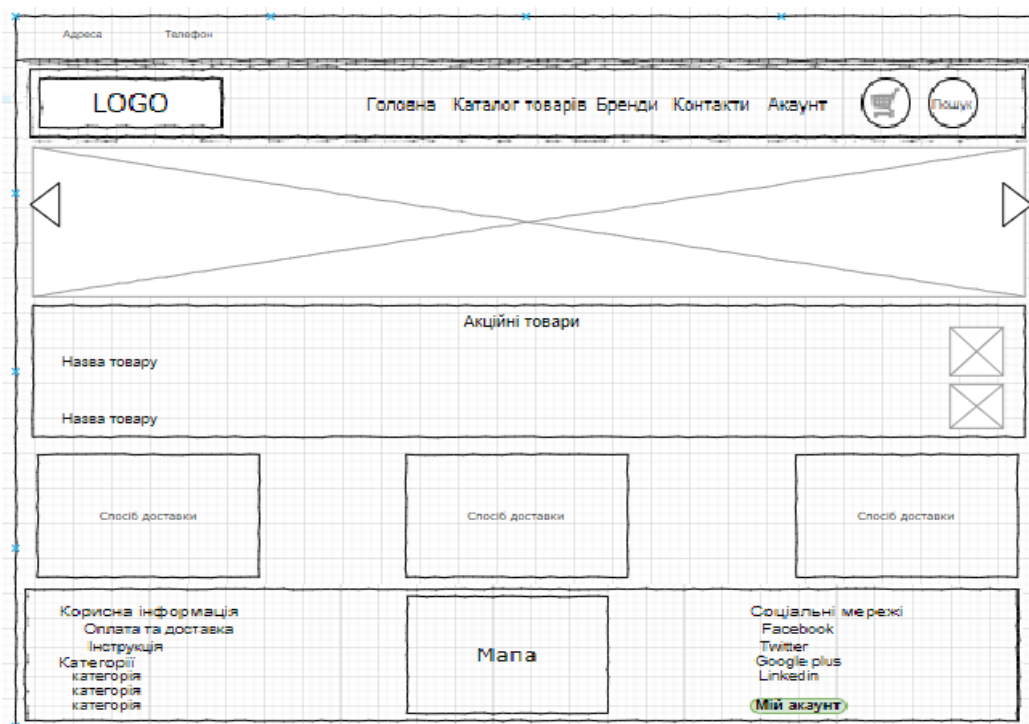 Адреса Телефон
LOGO Головна Каталог товарів Бренди Контакти Акаунт Пошук
Акційні товари
Назва товару
Назва товару
Спосіб доставки Спосіб доставки Спосіб доставки
Корисна інформація
Оплата та доставка
Інструкція
Категорії
категорія
категорія
категорія
Мапа
Соціальні мережі
Facebook
Twitter
Google plus
Linkedin
Мій акаунт